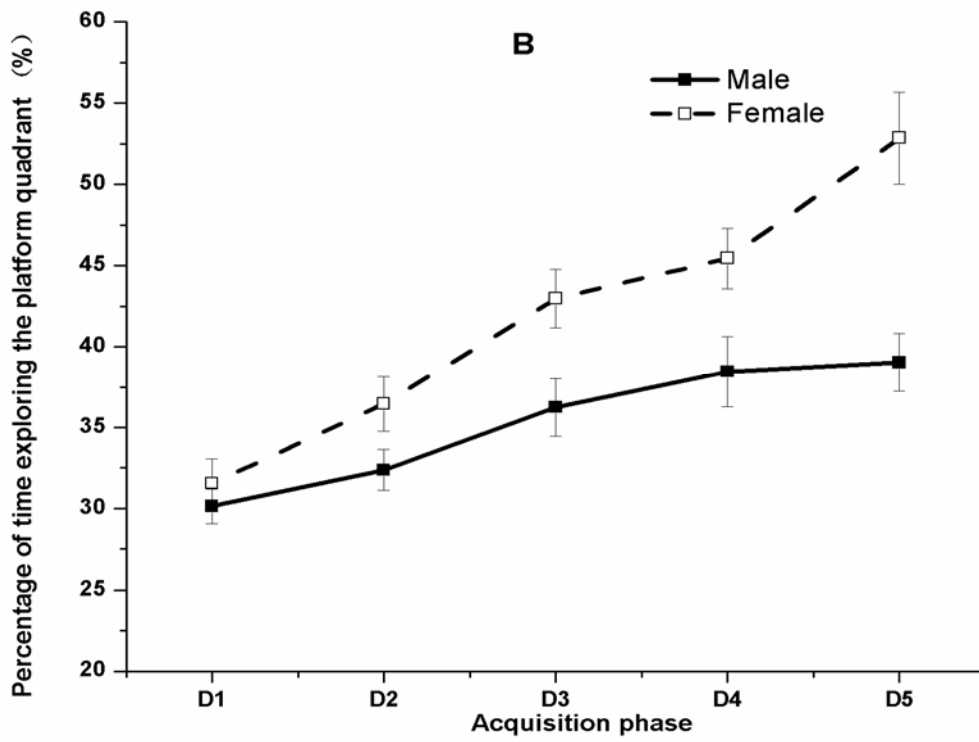 Percentage of time exploring the platform quadrant (%)
60
55
50
45
40
35
30
25
20
B
Male
Female
D1 D2 D3 D4 D5
Acquisition phase